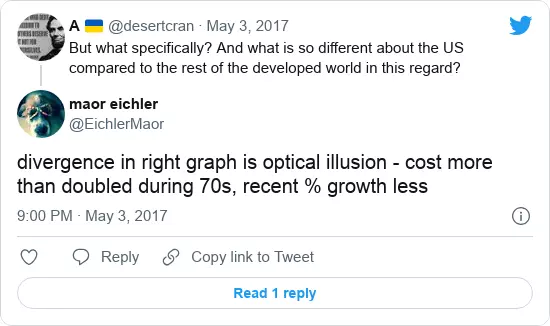 A 🇺🇦 @desertcran · May 3, 2017
But what specifically? And what is so different about the US
compared to the rest of the developed world in this regard?
maor eichler
@EichlerMaor
divergence in right graph is optical illusion - cost more
than doubled during 70s, recent % growth less
9:00 PM · May 3, 2017
Reply
Copy link to Tweet
Read 1 reply